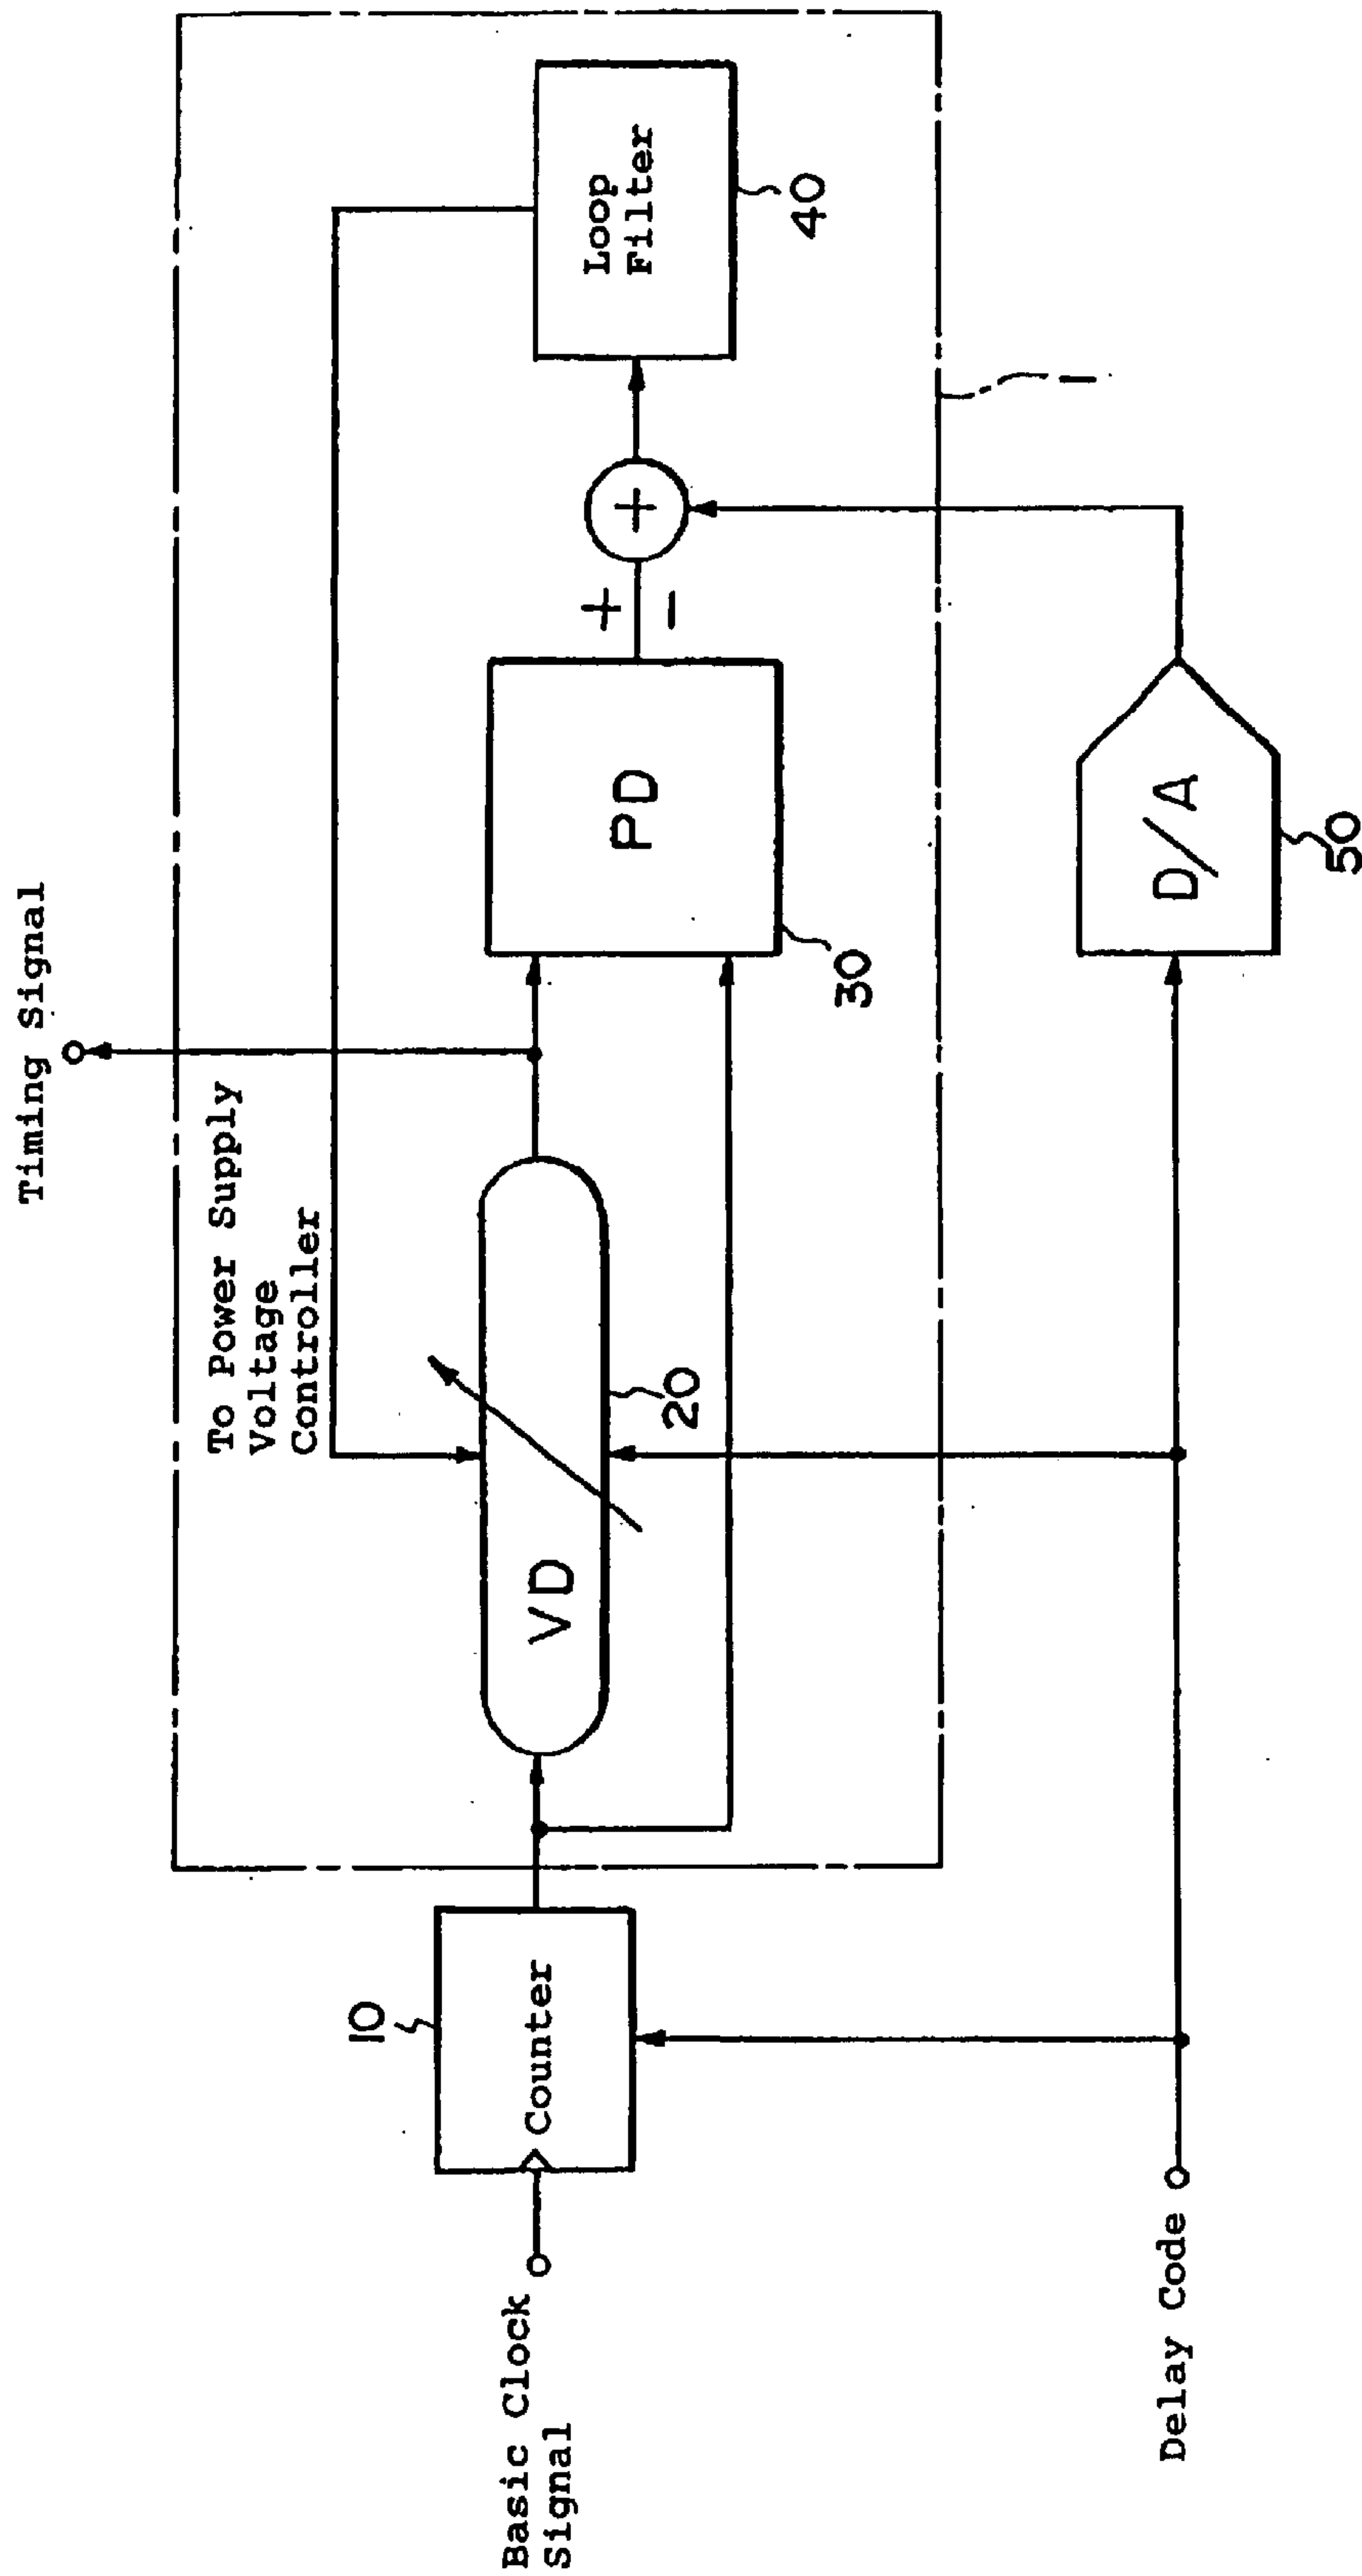 Timing Signal
To Power Supply
Voltage
Controller
Loop
Filter
40
+
+
-
PD
30
1
VD
20
10
Counter
D/A
50
Basic Clock
Signal
Delay Code